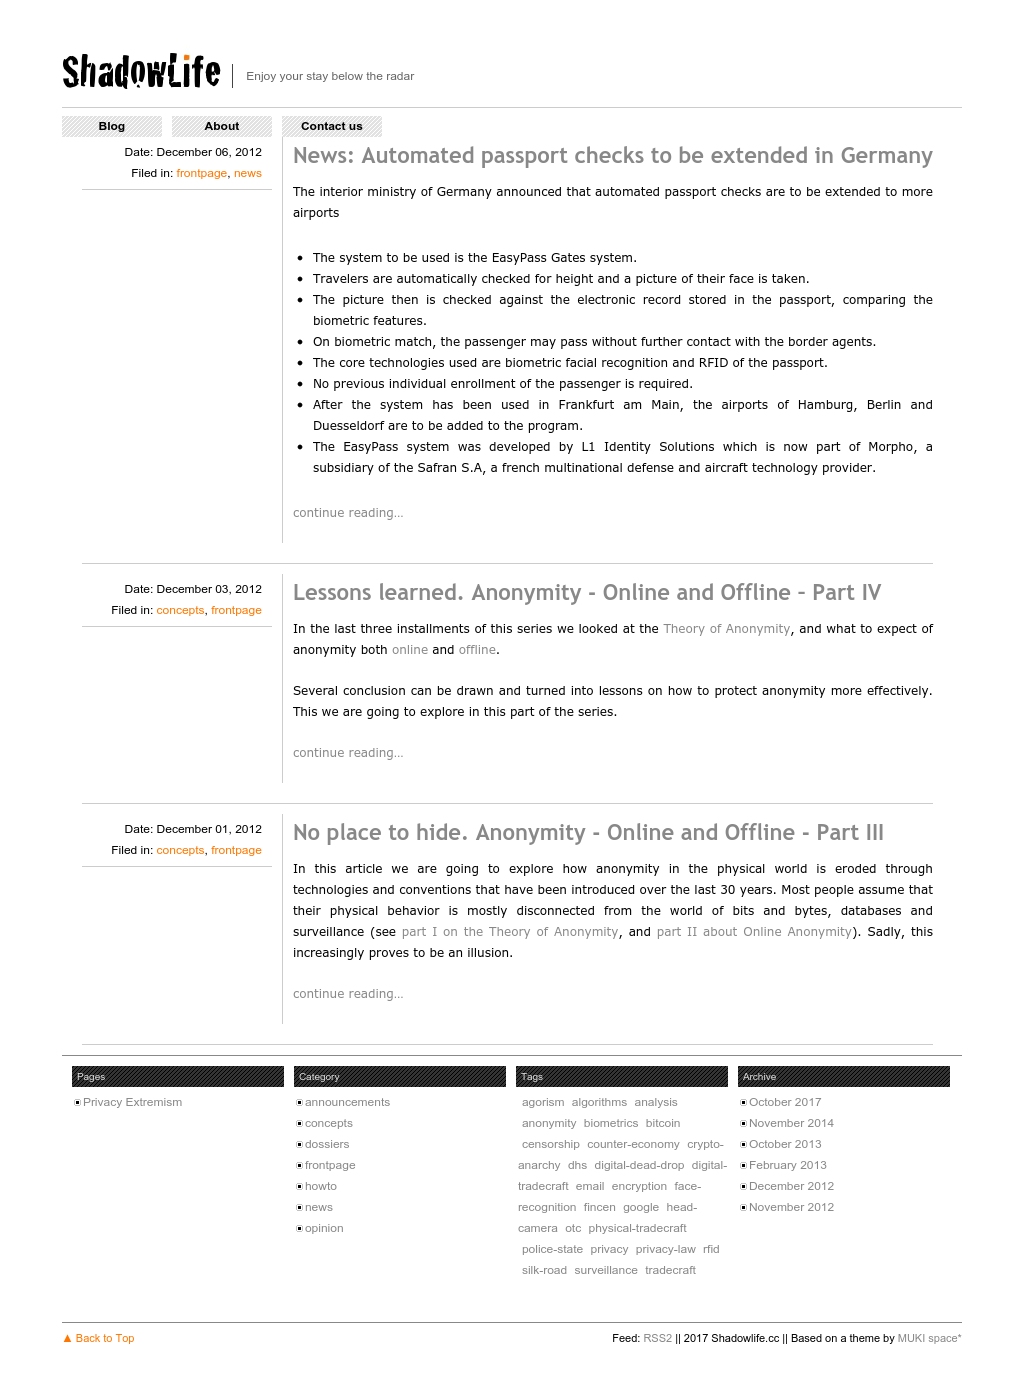 ShadowLife
Enjoy your stay below the radar
Blog
About
Contact us
Date: December 06, 2012
Filed in: frontpage, news
News: Automated passport checks to be extended in Germany
The interior ministry of Germany announced that automated passport checks are to be extended to more
airports
The system to be used is the EasyPass Gates system.
Travelers are automatically checked for height and a picture of their face is taken.
The picture then is checked against the electronic record stored in the passport, comparing the
biometric features.
On biometric match, the passenger may pass without further contact with the border agents.
The core technologies used are biometric facial recognition and RFID of the passport.
No previous individual enrollment of the passenger is required.
After the system has been used in Frankfurt am Main, the airports of Hamburg, Berlin and
Duesseldorf are to be added to the program.
The EasyPass system was developed by L1 Identity Solutions which is now part of Morpho, a
subsidiary of the Safran S.A, a french multinational defense and aircraft technology provider.
continue reading...
Date: December 03, 2012
Filed in: concepts, frontpage
Lessons learned. Anonymity - Online and Offline – Part IV
In the last three installments of this series we looked at the Theory of Anonymity, and what to expect of
anonymity both online and offline.
Several conclusion can be drawn and turned into lessons on how to protect anonymity more effectively.
This we are going to explore in this part of the series.
continue reading...
Date: December 01, 2012
Filed in: concepts, frontpage
No place to hide. Anonymity - Online and Offline - Part III
In this article we are going to explore how anonymity in the physical world is eroded through
technologies and conventions that have been introduced over the last 30 years. Most people assume that
their physical behavior is mostly disconnected from the world of bits and bytes, databases and
surveillance (see part I on the Theory of Anonymity, and part II about Online Anonymity). Sadly, this
increasingly proves to be an illusion.
continue reading...
Pages
Privacy Extremism
Category
announcements
concepts
dossiers
frontpage
howto
news
opinion
Tags
agorism algorithms analysis
anonymity biometrics bitcoin
censorship counter-economy crypto-
anarchy dhs digital-dead-drop digital-
tradecraft email encryption face-
recognition fincen google head-
camera otc physical-tradecraft
police-state privacy privacy-law rfid
silk-road surveillance tradecraft
Archive
October 2017
November 2014
October 2013
February 2013
December 2012
November 2012
▲ Back to Top
Feed: RSS2 || 2017 Shadowlife.cc || Based on a theme by MUKI space*